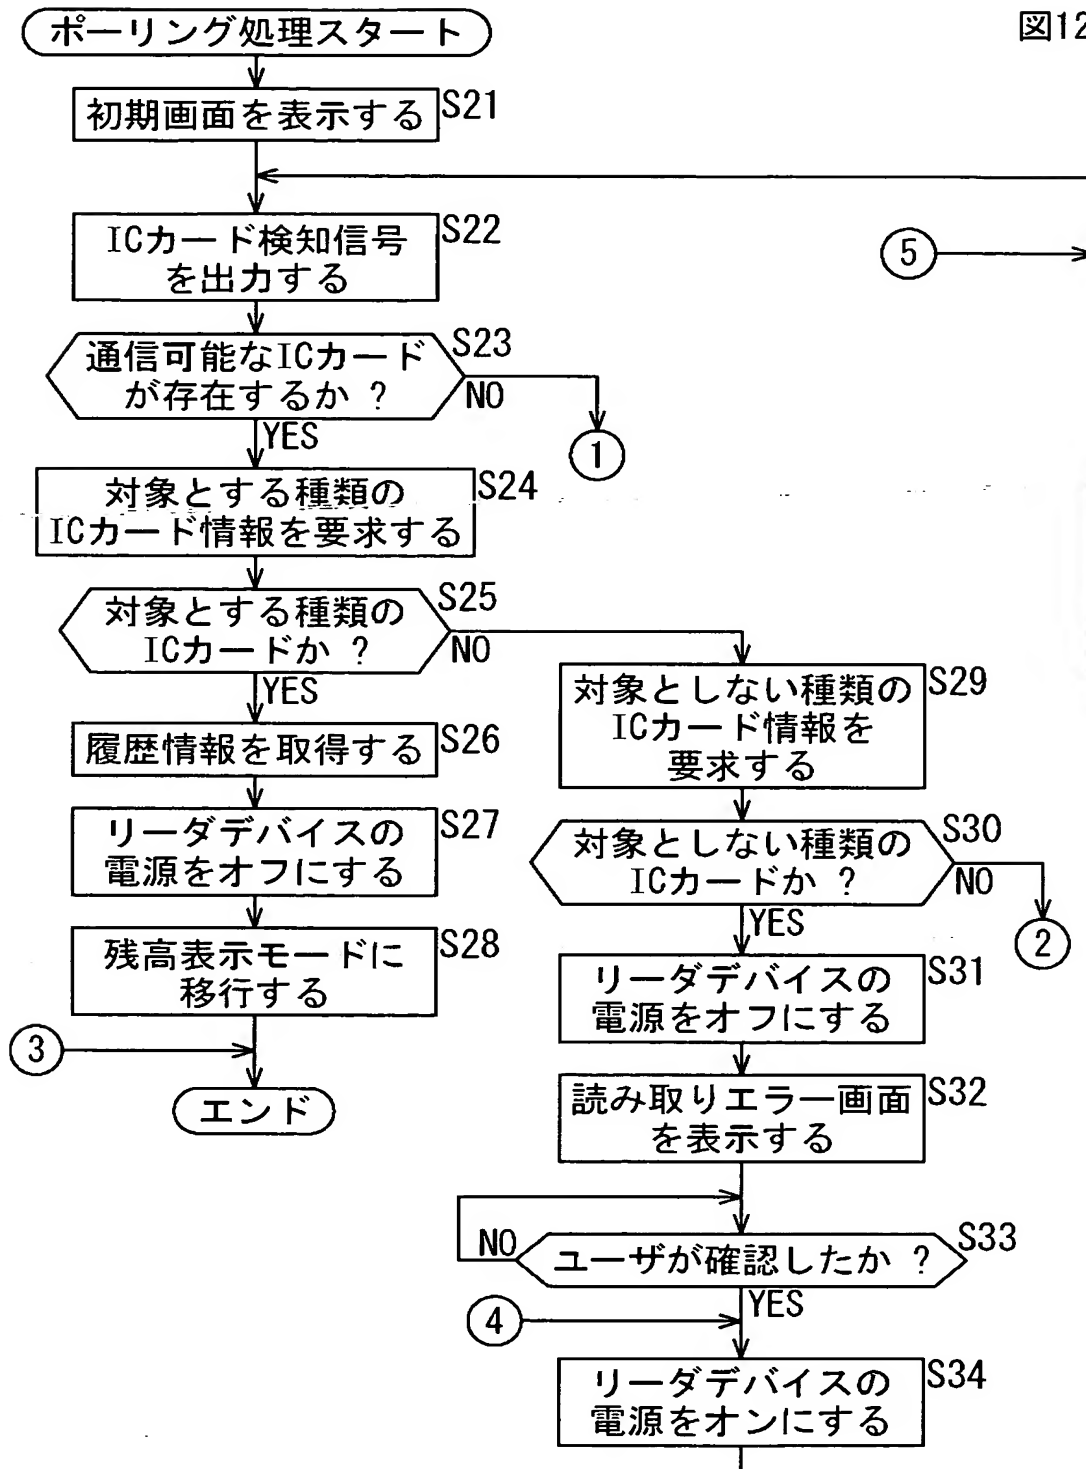 図12
ポーリング処理スタート
初期画面を表示する
S21
ICカード検知信号
を出力する
S22
5
通信可能なICカード
が存在するか ?
S23
NO
YES
1
対象とする種類の
ICカード情報を要求する
S24
対象とする種類の
ICカードか ?
S25
NO
YES
履歴情報を取得する
S26
リーダデバイスの
電源をオフにする
S27
残高表示モードに
移行する
S28
3
エンド
対象としない種類の
ICカード情報を
要求する
S29
対象としない種類の
ICカードか ?
S30
NO
YES
2
リーダデバイスの
電源をオフにする
S31
読み取りエラー画面
を表示する
S32
ユーザが確認したか ?
S33
NO
YES
4
リーダデバイスの
電源をオンにする
S34